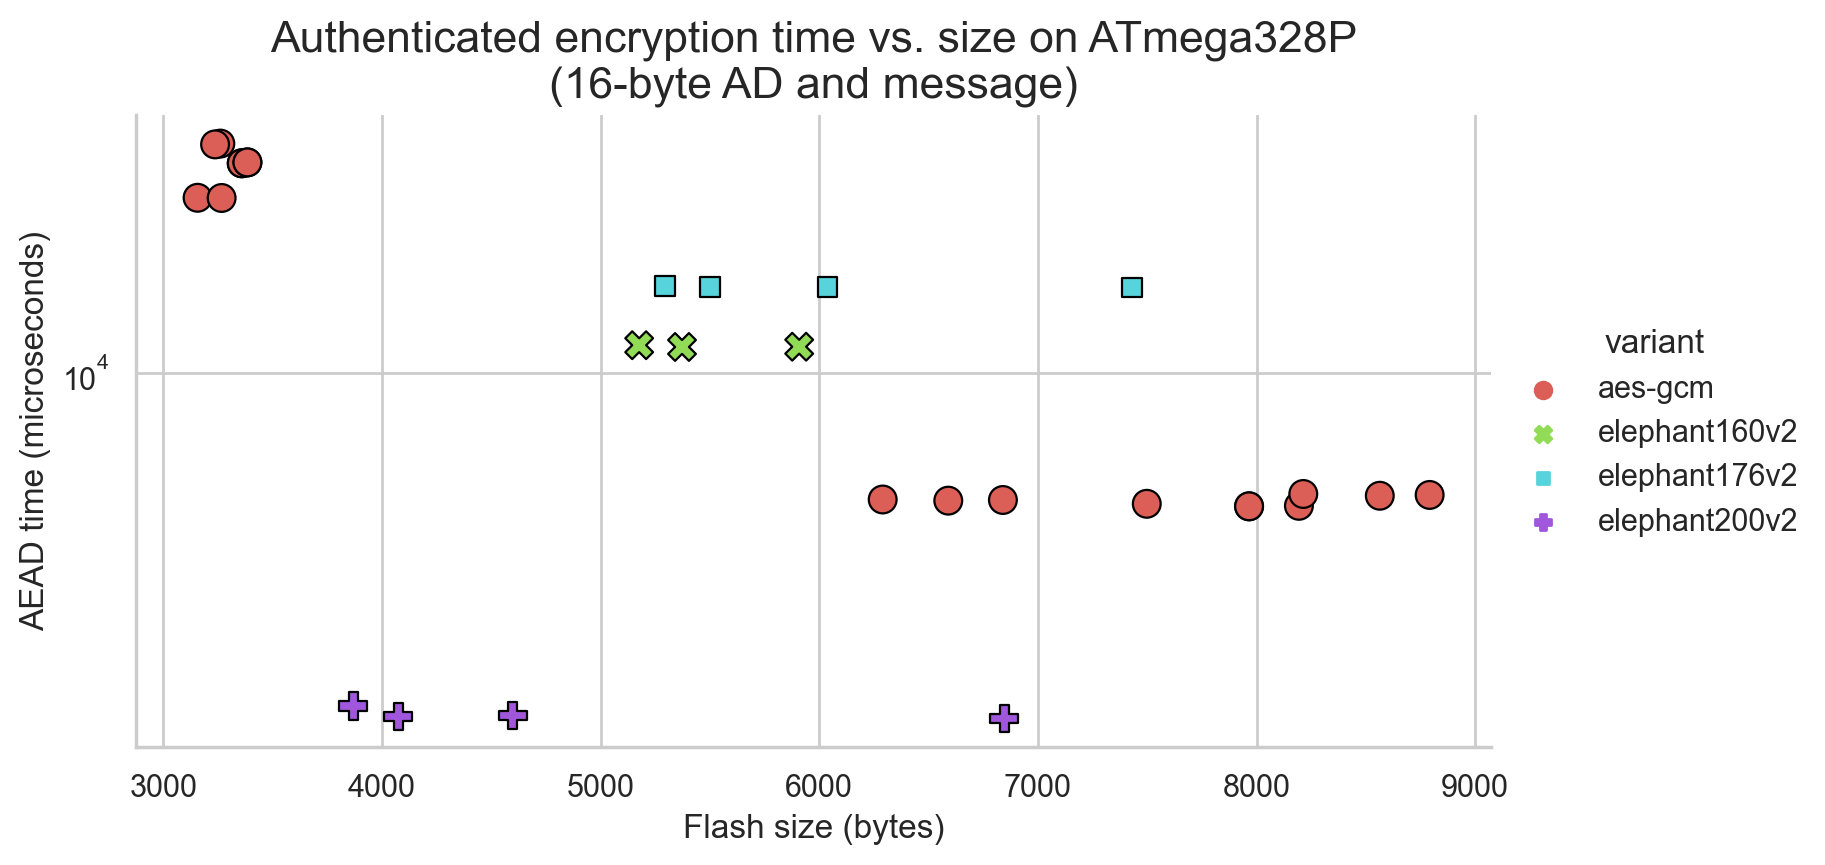 Authenticated encryption time vs. size on ATmega328P
(16-byte AD and message)
AEAD time (microseconds)
10⁴
variant
aes-gcm
elephant160v2
elephant176v2
elephant200v2
3000 4000 5000 6000 7000 8000 9000
Flash size (bytes)